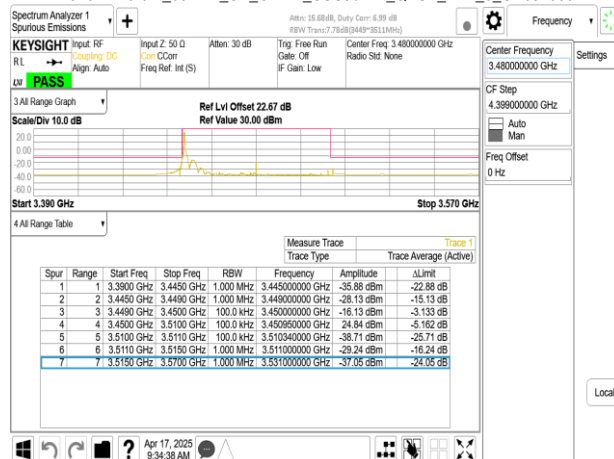 Spectrum Analyzer 1
Spurious Emissions
Attn: 15.68dB, Duty Corr: 6.99 dB
RBW Trans:7.78dB(3449~3511MHz)
Frequency
Settings
KEYSIGHT
RL
LXI
PASS
Input: RF
Coupling: DC
Align: Auto
Input Z: 50 Ω
Corr CCorr
Freq Ref: Int (S)
Atten: 30 dB
Trig: Free Run
Gate: Off
IF Gain: Low
Center Freq: 3.480000000 GHz
Radio Std: None
Center Frequency
3.480000000 GHz
CF Step
4.399000000 GHz
Auto
Man
Freq Offset
0 Hz
3 All Range Graph
Scale/Div 10.0 dB
Ref Lvl Offset 22.67 dB
Ref Value 30.00 dBm
20.0
0.00
-20.0
-40.0
-60.0
Start 3.390 GHz
Stop 3.570 GHz
4 All Range Table
Measure Trace Trace 1
Trace Type Trace Average (Active)
Spur Range Start Freq Stop Freq RBW Frequency Amplitude ΔLimit
1 1 3.3900 GHz 3.4450 GHz 1.000 MHz 3.445000000 GHz -35.88 dBm -22.88 dB
2 2 3.4450 GHz 3.4490 GHz 1.000 MHz 3.449000000 GHz -28.13 dBm -15.13 dB
3 3 3.4490 GHz 3.4500 GHz 100.0 kHz 3.450000000 GHz -16.13 dBm -3.133 dB
4 4 3.4500 GHz 3.5100 GHz 100.0 kHz 3.450950000 GHz 24.84 dBm -5.162 dB
5 5 3.5100 GHz 3.5110 GHz 100.0 kHz 3.510340000 GHz -38.71 dBm -25.71 dB
6 6 3.5110 GHz 3.5150 GHz 1.000 MHz 3.511000000 GHz -29.24 dBm -16.24 dB
7 7 3.5150 GHz 3.5700 GHz 1.000 MHz 3.531000000 GHz -37.05 dBm -24.05 dB
Local
Apr 17, 2025
9:34:38 AM